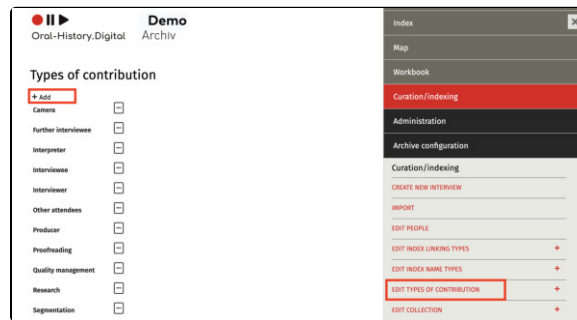 Demo
Oral-History.Digital Archiv
Types of contribution
+ Add
Camera
Further interviewee
Interpreter
Interviewee
Interviewer
Other attendees
Producer
Proofreading
Quality management
Research
Segmentation
Index
Map
Workbook
Curation/indexing
Administration
Archive configuration
Curation/indexing
CREATE NEW INTERVIEW
IMPORT
EDIT PEOPLE
EDIT INDEX LINKING TYPES +
EDIT INDEX NAME TYPES +
EDIT TYPES OF CONTRIBUTION +
EDIT COLLECTION +